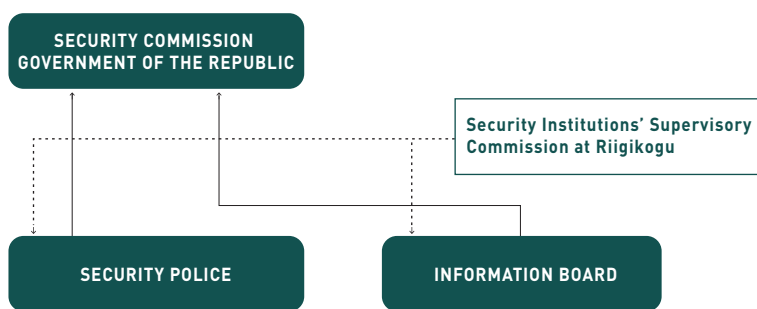 SECURITY COMMISSION
GOVERNMENT OF THE REPUBLIC
Security Institutions’ Supervisory
Commission at Riigikogu
SECURITY POLICE
INFORMATION BOARD